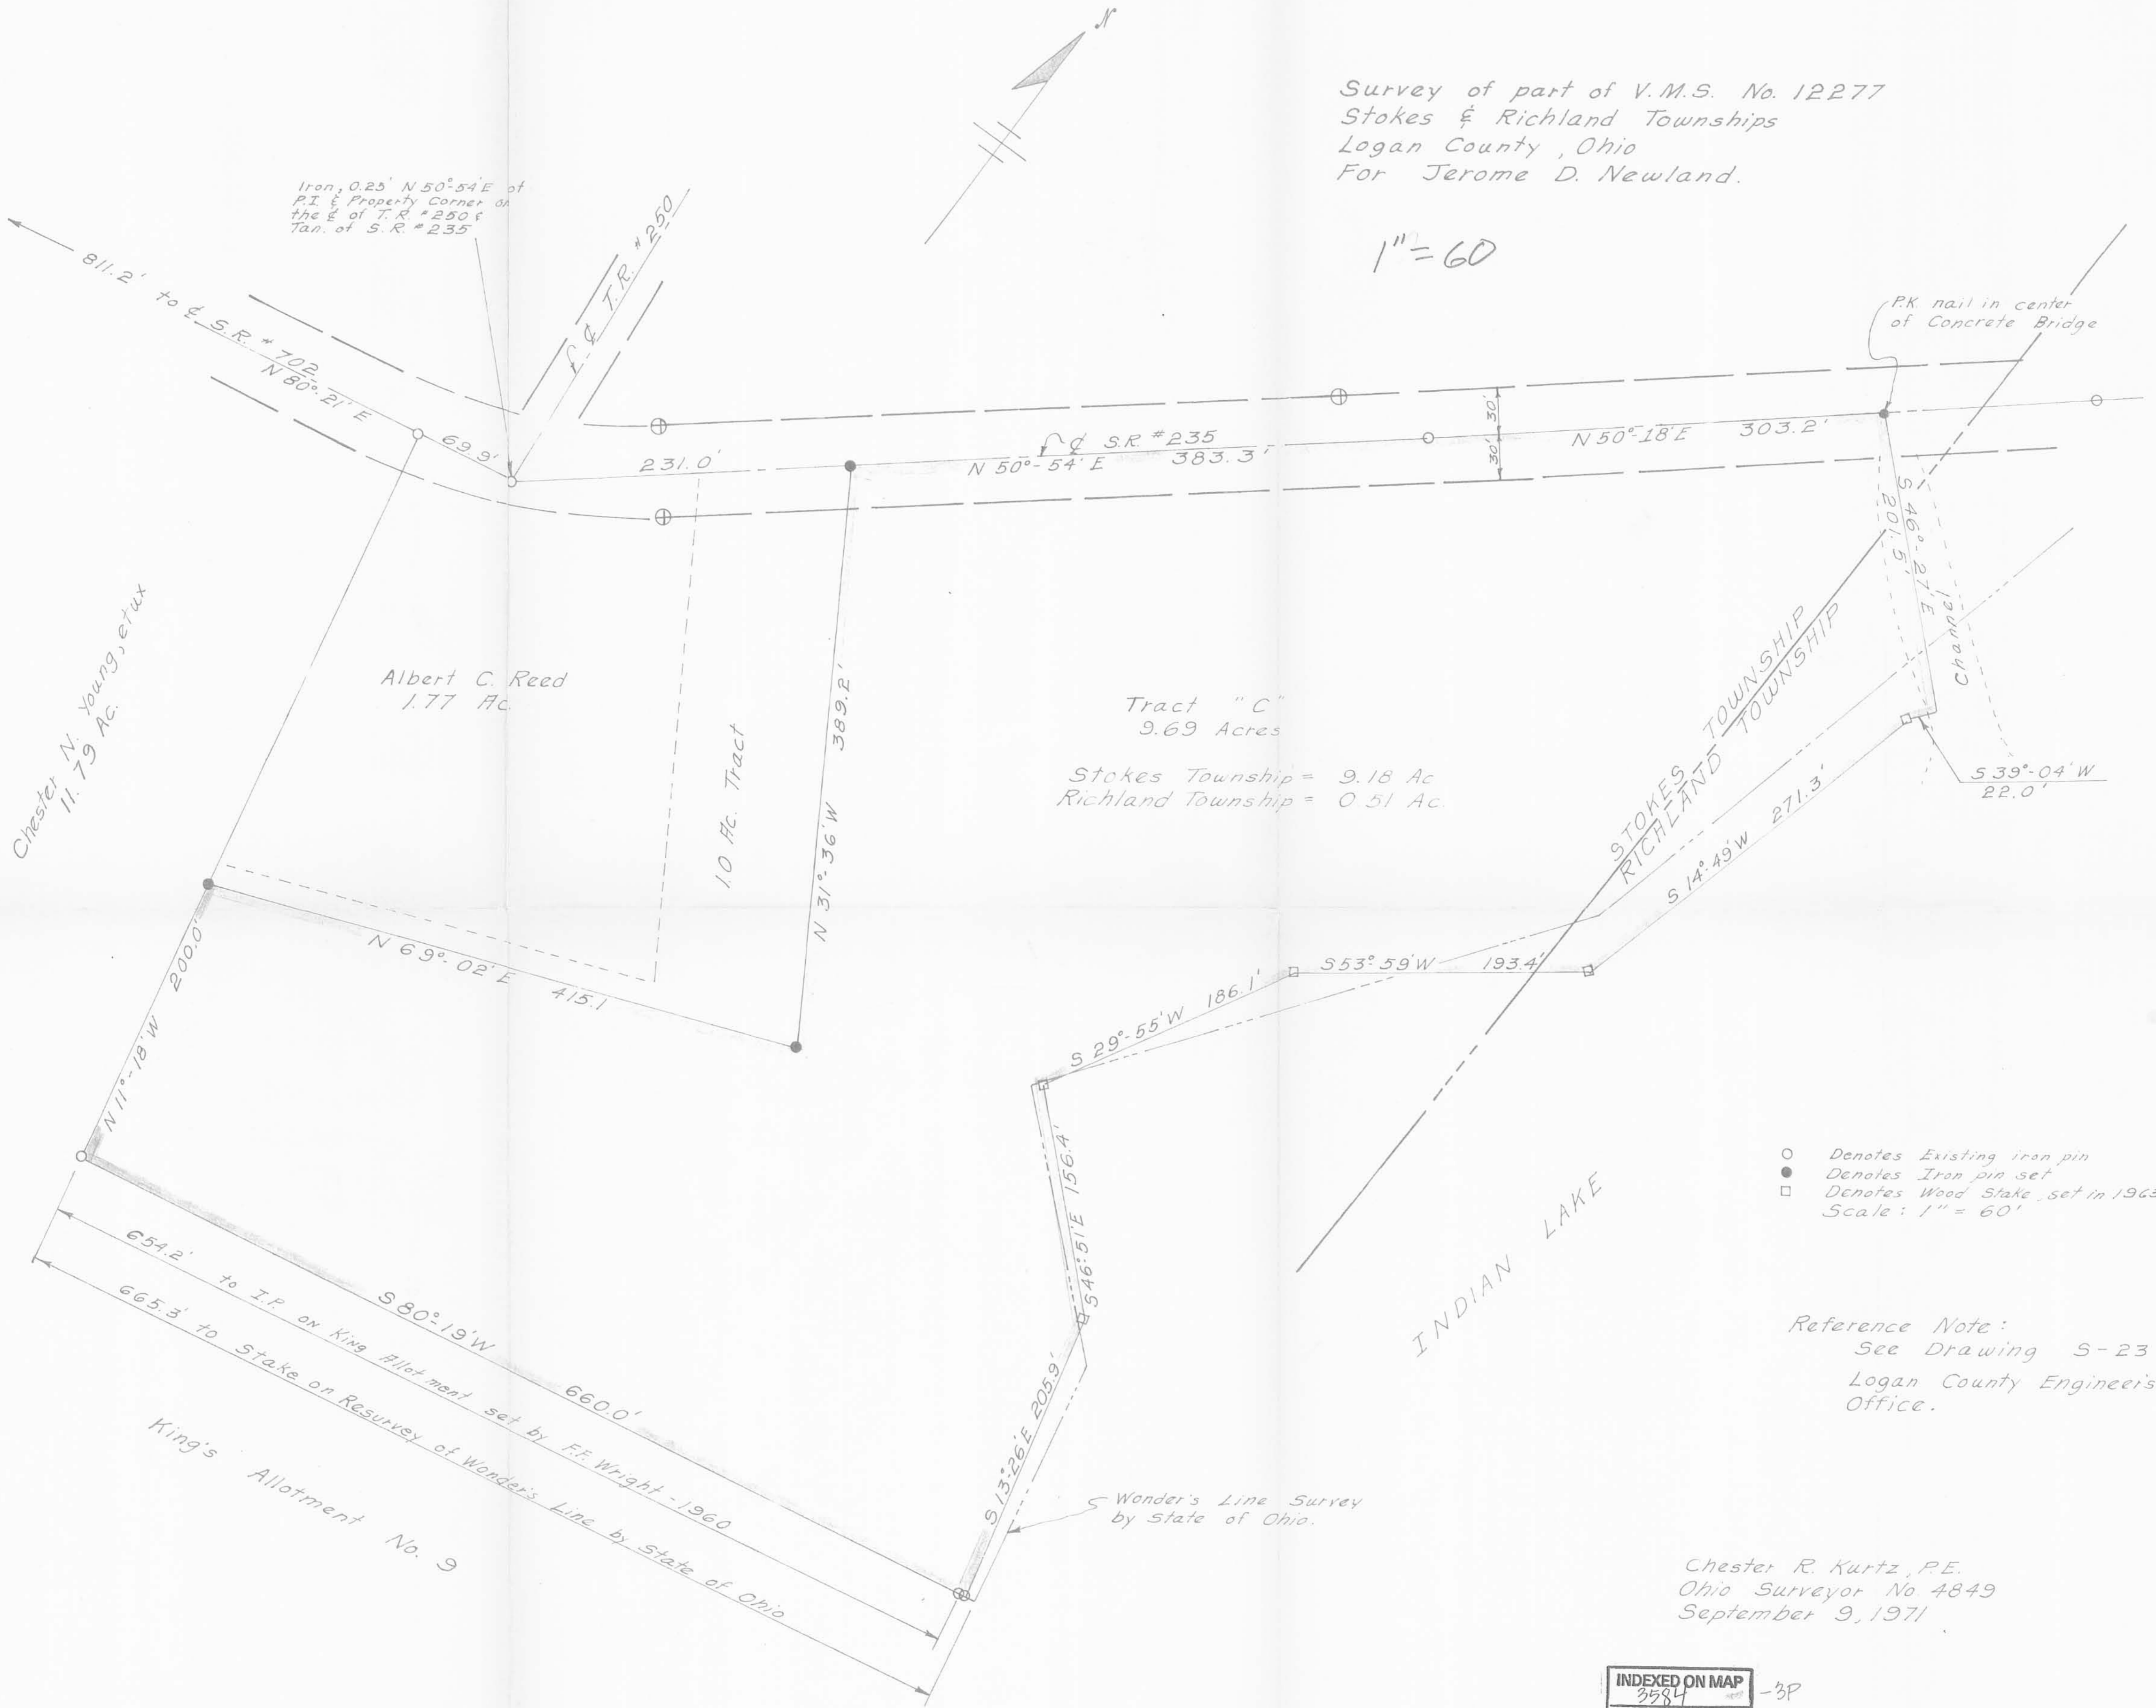 Survey of part of V.M.S. No. 12277
Stokes & Richland Townships
Logan County, Ohio
For Jerome D. Newland.
1"=60
N
Iron, 0.25' N 50°-54' E of
P.I. & Property Corner on
the ℄ of T.R. #250 &
Tan. of S.R. #235
811.2' to ℄ S.R. #702
N 80°-21' E
69.9'
℄ T.R. #250
231.0'
℄ S.R. #235
N 50°-54' E 383.3'
30'
30'
N 50°-18' E 303.2'
P.K. nail in center
of Concrete Bridge
S 46°-27' E
201.5'
Channel
S 39°-04' W
22.0'
Chester N. Young, etux
11.79 Ac.
Albert C. Reed
1.77 Ac.
1.0 Ac. Tract
N 31°-36' W 389.2'
Tract "C"
9.69 Acres
Stokes Township = 9.18 Ac
Richland Township = 0.51 Ac.
STOKES TOWNSHIP
RICHLAND TOWNSHIP
S 14°-49' W 271.3'
S 53°-59' W 193.4'
S 29°-55' W 186.1'
N 69°-02' E 415.1
N 11°-18' W 200.0'
S 46°-51' E 156.4'
S 13°-26' E 205.9'
S 80°-19' W 660.0'
654.2' to I.P. on King Allotment set by F.F. Wright - 1960
665.3' to Stake on Resurvey of Wonder's Line by State of Ohio
King's Allotment No. 9
Wonder's Line Survey
by State of Ohio.
INDIAN LAKE
Denotes Existing iron pin
Denotes Iron pin set
Denotes Wood Stake, set in 1963
Scale: 1" = 60'
Reference Note:
See Drawing S-23
Logan County Engineer's
Office.
Chester R. Kurtz, P.E.
Ohio Surveyor No. 4849
September 9, 1971
INDEXED ON MAP
3584 -3P